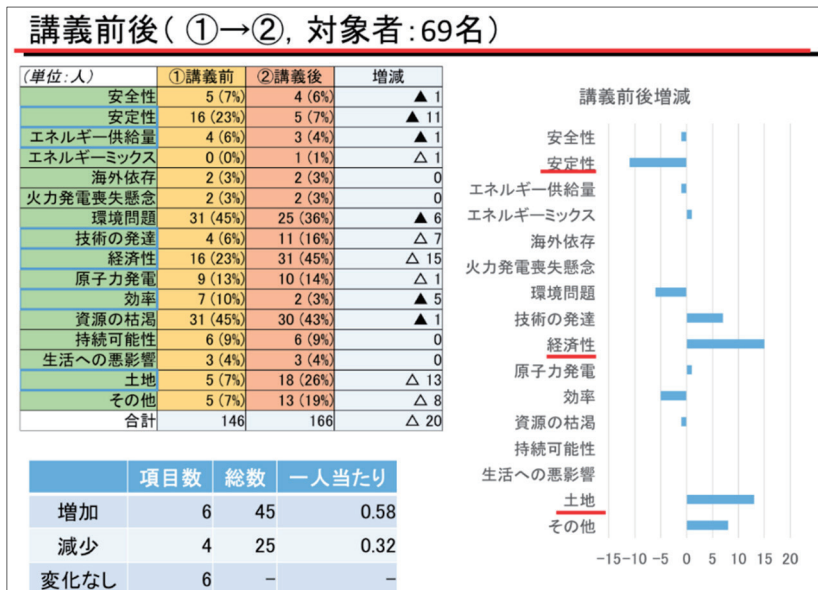 講義前後( ①→②, 対象者:69名)
(単位:人) ①講義前 ②講義後 増減
安全性 5 (7%) 4 (6%) ▲ 1
安定性 16 (23%) 5 (7%) ▲ 11
エネルギー供給量 4 (6%) 3 (4%) ▲ 1
エネルギーミックス 0 (0%) 1 (1%) △ 1
海外依存 2 (3%) 2 (3%) 0
火力発電喪失懸念 2 (3%) 2 (3%) 0
環境問題 31 (45%) 25 (36%) ▲ 6
技術の発達 4 (6%) 11 (16%) △ 7
経済性 16 (23%) 31 (45%) △ 15
原子力発電 9 (13%) 10 (14%) △ 1
効率 7 (10%) 2 (3%) ▲ 5
資源の枯渇 31 (45%) 30 (43%) ▲ 1
持続可能性 6 (9%) 6 (9%) 0
生活への悪影響 3 (4%) 3 (4%) 0
土地 5 (7%) 18 (26%) △ 13
その他 5 (7%) 13 (19%) △ 8
合計 146 166 △ 20
項目数 総数 一人当たり
増加 6 45 0.58
減少 4 25 0.32
変化なし 6 － －
講義前後増減
安全性
安定性
エネルギー供給量
エネルギーミックス
海外依存
火力発電喪失懸念
環境問題
技術の発達
経済性
原子力発電
効率
資源の枯渇
持続可能性
生活への悪影響
土地
その他
-15 -10 -5 0 5 10 15 20